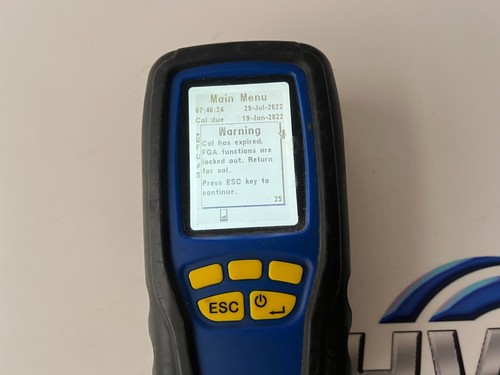 Main Menu
07:46:24 29-Jul-2022
Cal due 18-Jan-2022
Warning
Cal has expired,
FGA functions are
locked out. Return
for cal.
Press ESC key to
continue.
25
ESC